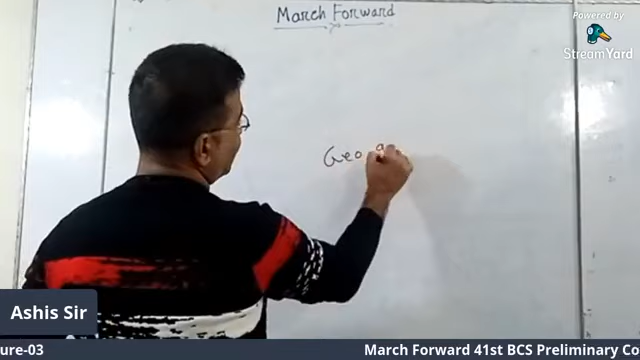 March Forward
Powered by
StreamYard
Geo g
Ashis Sir
ure-03
March Forward 41st BCS Preliminary Co